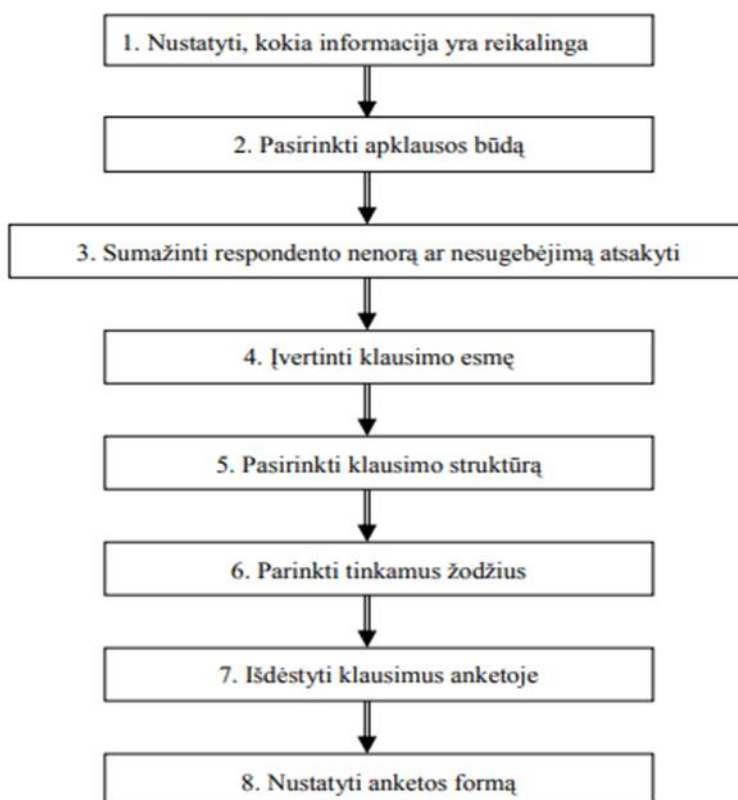 1. Nustatyti, kokia informacija yra reikalinga
2. Pasirinkti apklausos būdą
3. Sumažinti respondento nenorą ar nesugebėjimą atsakyti
4. Įvertinti klausimo esmę
5. Pasirinkti klausimo struktūrą
6. Parinkti tinkamus žodžius
7. Išdėstyti klausimus anketoje
8. Nustatyti anketos formą